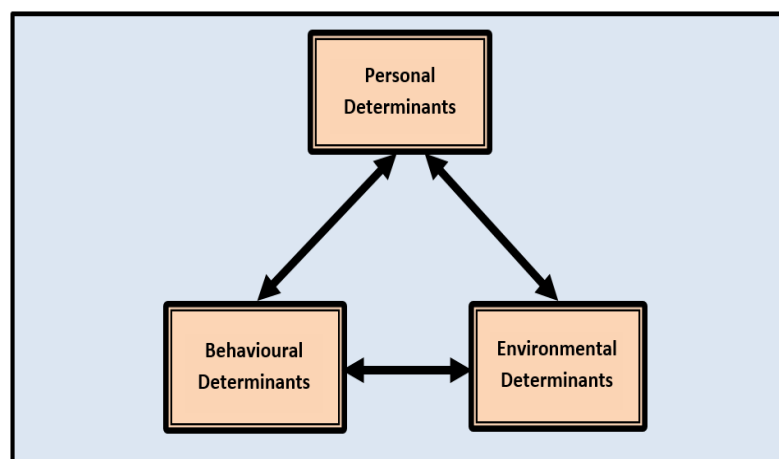 Personal
Determinants
Behavioural
Determinants
Environmental
Determinants